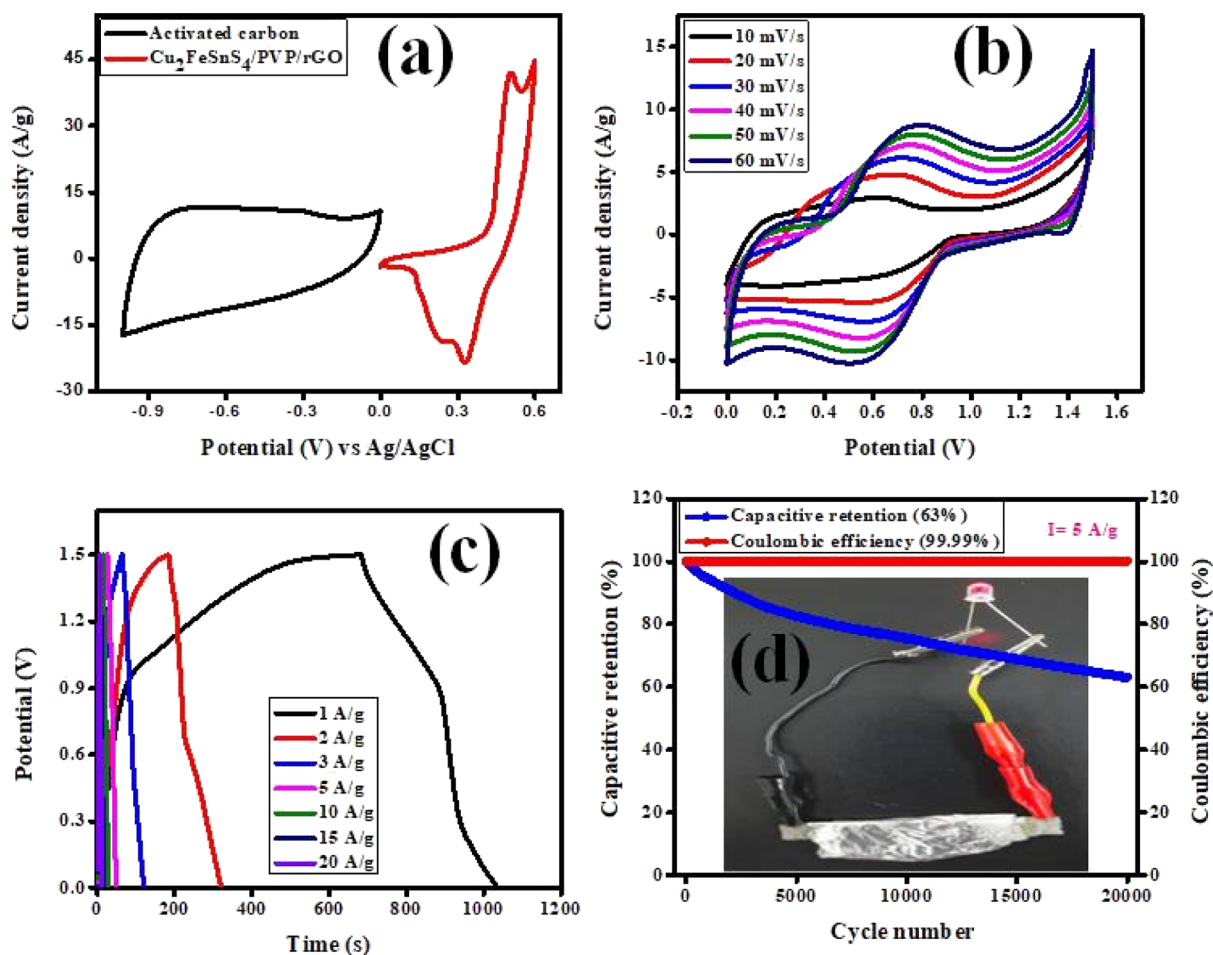 Activated carbon
Cu2FeSnS4/PVP/rGO
(a)
Current density (A/g)
45
30
15
0
-15
-30
-0.9
-0.6
-0.3
0.0
0.3
0.6
Potential (V) vs Ag/AgCl
10 mV/s
20 mV/s
30 mV/s
40 mV/s
50 mV/s
60 mV/s
(b)
Current density (A/g)
15
10
5
0
-5
-10
-0.2
0.0
0.2
0.4
0.6
0.8
1.0
1.2
1.4
1.6
Potential (V)
(c)
Potential (V)
1.8
1.5
1.2
0.9
0.6
0.3
0.0
1 A/g
2 A/g
3 A/g
5 A/g
10 A/g
15 A/g
20 A/g
0
200
400
600
800
1000
1200
Time (s)
Capacitive retention (63%)
Coulombic efficiency (99.99%)
I= 5 A/g
(d)
Capacitive retention (%)
120
100
80
60
40
20
0
Coulombic efficiency (%)
120
100
80
60
40
20
0
0
5000
10000
15000
20000
Cycle number